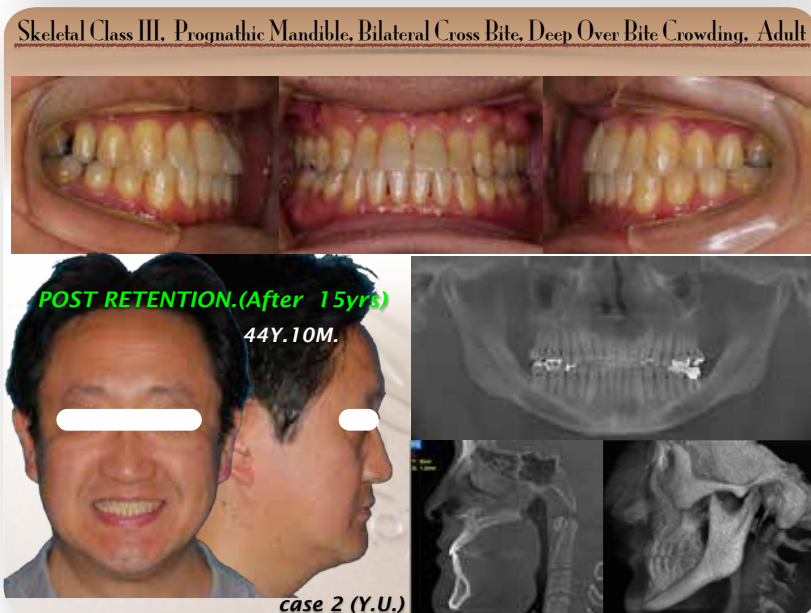 Skeletal Class III, Prognathic Mandible, Bilateral Cross Bite, Deep Over Bite Crowding, Adult
POST RETENTION.(After 15yrs)
44Y.10M.
case 2 (Y.U.)